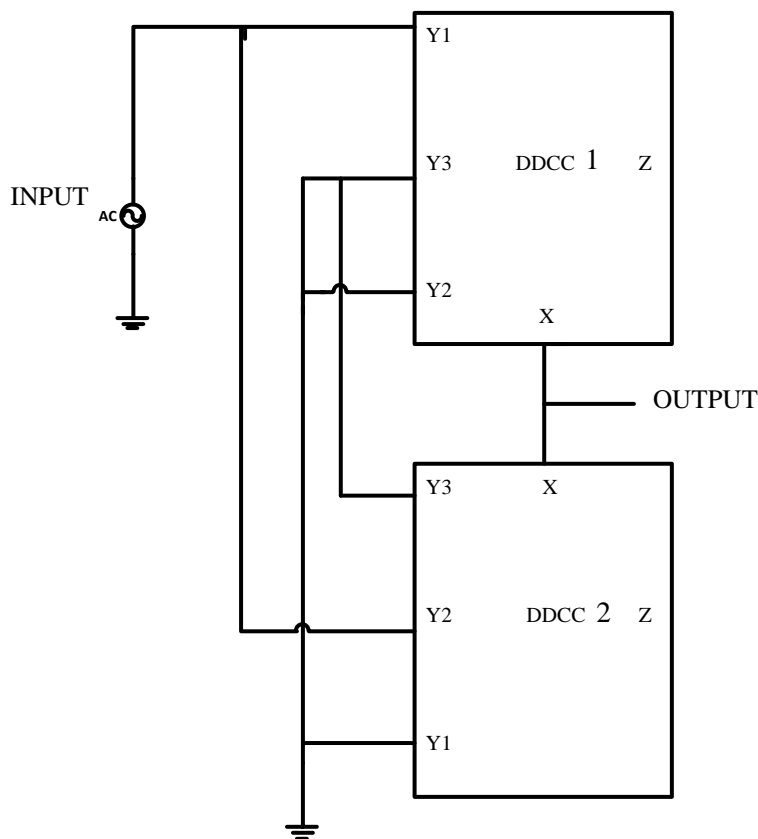 Y1
Y3
DDCC 1
Z
INPUT
AC
Y2
X
OUTPUT
Y3
X
Y2
DDCC 2
Z
Y1